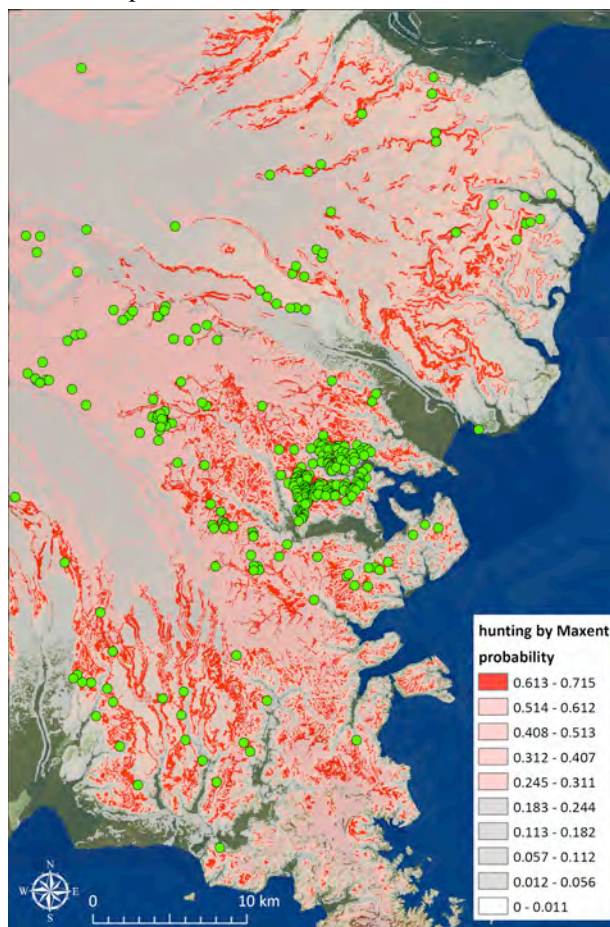 hunting by Maxent
probability
0.613 - 0.715
0.514 - 0.612
0.408 - 0.513
0.312 - 0.407
0.245 - 0.311
0.183 - 0.244
0.113 - 0.182
0.057 - 0.112
0.012 - 0.056
0 - 0.011
N
W E
S
0 10 km